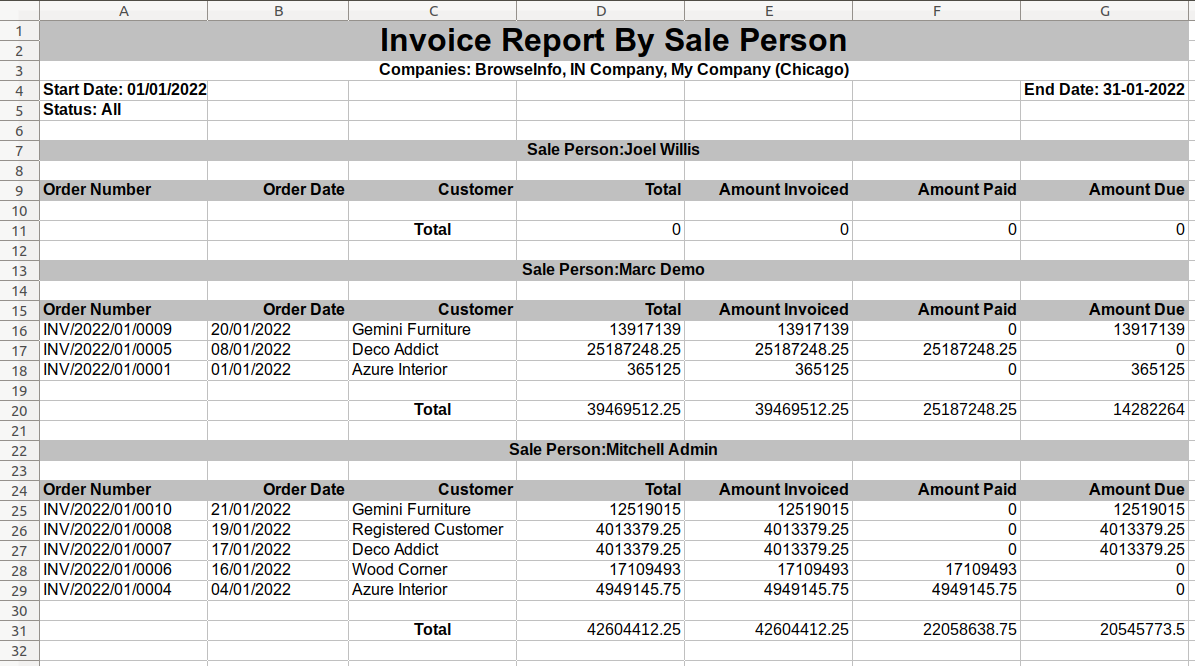 A B C D E F G
1 Invoice Report By Sale Person
2
3 Companies: BrowseInfo, IN Company, My Company (Chicago)
4 Start Date: 01/01/2022 End Date: 31-01-2022
5 Status: All
6
7 Sale Person:Joel Willis
8
9 Order Number Order Date Customer Total Amount Invoiced Amount Paid Amount Due
10
11 Total 0 0 0 0
12
13 Sale Person:Marc Demo
14
15 Order Number Order Date Customer Total Amount Invoiced Amount Paid Amount Due
16 INV/2022/01/0009 20/01/2022 Gemini Furniture 13917139 13917139 0 13917139
17 INV/2022/01/0005 08/01/2022 Deco Addict 25187248.25 25187248.25 25187248.25 0
18 INV/2022/01/0001 01/01/2022 Azure Interior 365125 365125 0 365125
19
20 Total 39469512.25 39469512.25 25187248.25 14282264
21
22 Sale Person:Mitchell Admin
23
24 Order Number Order Date Customer Total Amount Invoiced Amount Paid Amount Due
25 INV/2022/01/0010 21/01/2022 Gemini Furniture 12519015 12519015 0 12519015
26 INV/2022/01/0008 19/01/2022 Registered Customer 4013379.25 4013379.25 0 4013379.25
27 INV/2022/01/0007 17/01/2022 Deco Addict 4013379.25 4013379.25 0 4013379.25
28 INV/2022/01/0006 16/01/2022 Wood Corner 17109493 17109493 17109493 0
29 INV/2022/01/0004 04/01/2022 Azure Interior 4949145.75 4949145.75 4949145.75 0
30
31 Total 42604412.25 42604412.25 22058638.75 20545773.5
32